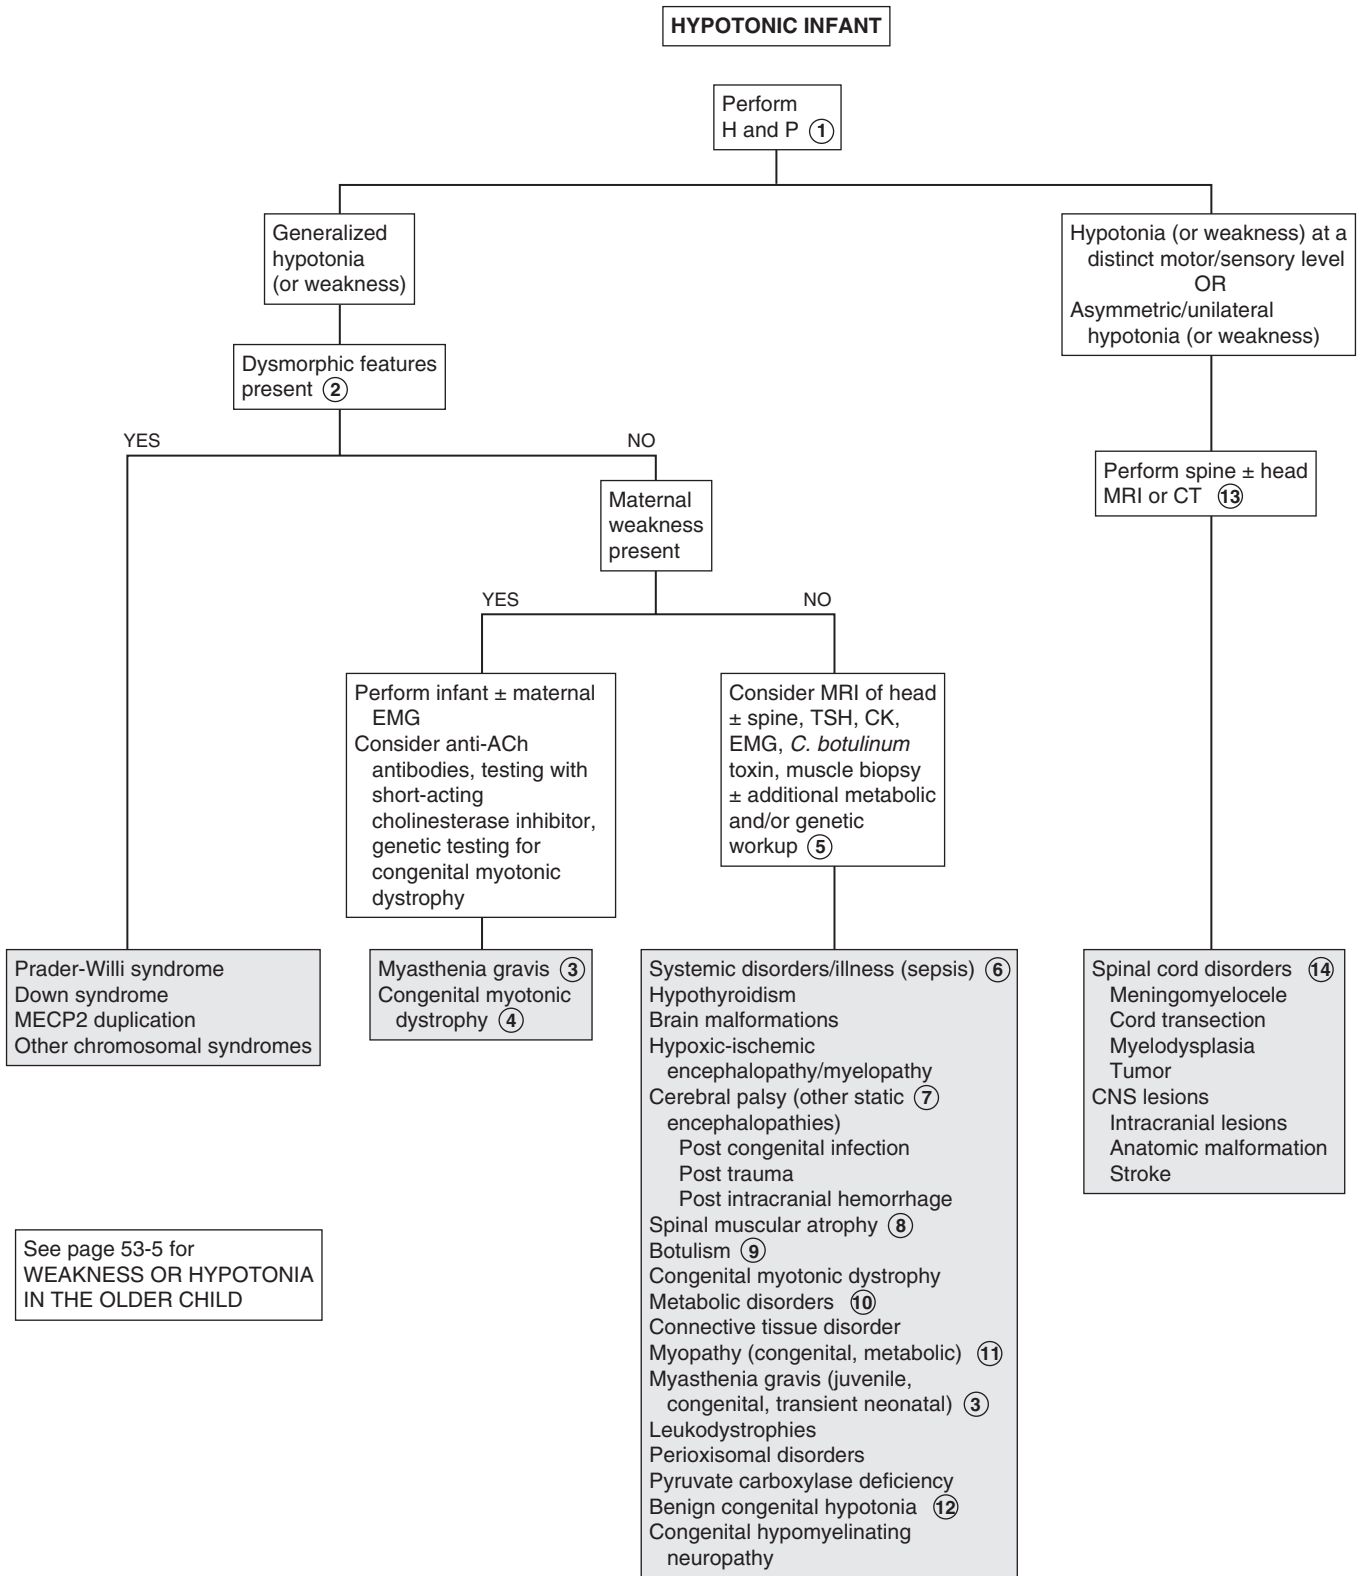 HYPOTONIC INFANT
Perform
H and P 1
Generalized
hypotonia
(or weakness)
Hypotonia (or weakness) at a
distinct motor/sensory level
OR
Asymmetric/unilateral
hypotonia (or weakness)
Dysmorphic features
present 2
YES
NO
Perform spine ± head
MRI or CT 13
Maternal
weakness
present
YES
NO
Perform infant ± maternal
EMG
Consider anti-ACh
antibodies, testing with
short-acting
cholinesterase inhibitor,
genetic testing for
congenital myotonic
dystrophy
Consider MRI of head
± spine, TSH, CK,
EMG, C. botulinum
toxin, muscle biopsy
± additional metabolic
and/or genetic
workup 5
Prader-Willi syndrome
Down syndrome
MECP2 duplication
Other chromosomal syndromes
Myasthenia gravis 3
Congenital myotonic
dystrophy 4
Systemic disorders/illness (sepsis) 6
Hypothyroidism
Brain malformations
Hypoxic-ischemic
encephalopathy/myelopathy
Cerebral palsy (other static 7
encephalopathies)
Post congenital infection
Post trauma
Post intracranial hemorrhage
Spinal muscular atrophy 8
Botulism 9
Congenital myotonic dystrophy
Metabolic disorders 10
Connective tissue disorder
Myopathy (congenital, metabolic) 11
Myasthenia gravis (juvenile,
congenital, transient neonatal) 3
Leukodystrophies
Perioxisomal disorders
Pyruvate carboxylase deficiency
Benign congenital hypotonia 12
Congenital hypomyelinating
neuropathy
Spinal cord disorders 14
Meningomyelocele
Cord transection
Myelodysplasia
Tumor
CNS lesions
Intracranial lesions
Anatomic malformation
Stroke
See page 53-5 for
WEAKNESS OR HYPOTONIA
IN THE OLDER CHILD